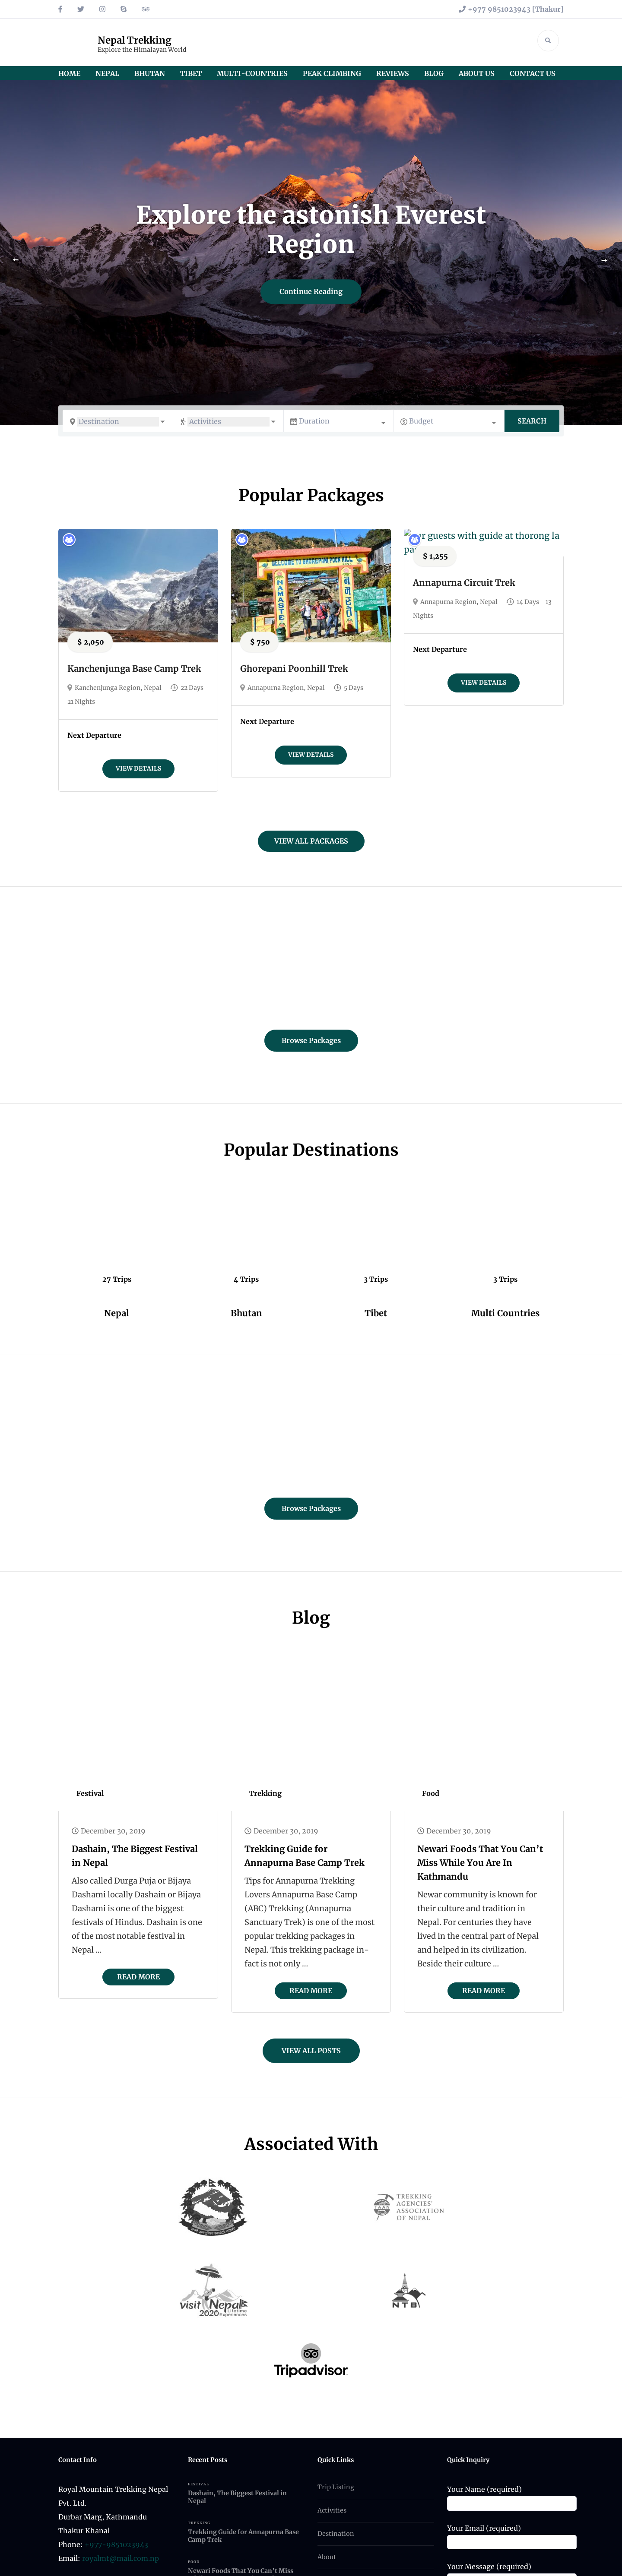 +977 9851023943 [Thakur]
Nepal Trekking
Explore the Himalayan World
HOME NEPAL BHUTAN TIBET MULTI-COUNTRIES PEAK CLIMBING REVIEWS BLOG ABOUT US CONTACT US
Explore the astonish Everest
Region
Continue Reading
Destination Activities Duration Budget SEARCH
Popular Packages
$ 2,050
Kanchenjunga Base Camp Trek
Kanchenjunga Region, Nepal 22 Days -
21 Nights
Next Departure
VIEW DETAILS
WELCOME TO GHORAPANI POON HILL
NAMASTE
$ 750
Ghorepani Poonhill Trek
Annapurna Region, Nepal 5 Days
Next Departure
VIEW DETAILS
guests with guide at thorong la
$ 1,255
Annapurna Circuit Trek
Annapurna Region, Nepal 14 Days - 13
Nights
Next Departure
VIEW DETAILS
VIEW ALL PACKAGES
Browse Packages
Popular Destinations
27 Trips
Nepal
4 Trips
Bhutan
3 Trips
Tibet
3 Trips
Multi Countries
Browse Packages
Blog
Festival
December 30, 2019
Dashain, The Biggest Festival
in Nepal
Also called Durga Puja or Bijaya
Dashami locally Dashain or Bijaya
Dashami is one of the biggest
festivals of Hindus. Dashain is one
of the most notable festival in
Nepal ...
READ MORE
Trekking
December 30, 2019
Trekking Guide for
Annapurna Base Camp Trek
Tips for Annapurna Trekking
Lovers Annapurna Base Camp
(ABC) Trekking (Annapurna
Sanctuary Trek) is one of the most
popular trekking packages in
Nepal. This trekking package in-
fact is not only ...
READ MORE
Food
December 30, 2019
Newari Foods That You Can't
Miss While You Are In
Kathmandu
Newar community is known for
their culture and tradition in
Nepal. For centuries they have
lived in the central part of Nepal
and helped in its civilization.
Beside their culture ...
READ MORE
VIEW ALL POSTS
Associated With
TREKKING
AGENCIES'
ASSOCIATION
OF NEPAL
visit Nepal
2020 Lifetime Experiences
NTB
Tripadvisor
Contact Info
Royal Mountain Trekking Nepal
Pvt. Ltd.
Durbar Marg, Kathmandu
Thakur Khanal
Phone: +977-9851023943
Email: royalmt@mail.com.np
Recent Posts
FESTIVAL
Dashain, The Biggest Festival in
Nepal
TREKKING
Trekking Guide for Annapurna Base
Camp Trek
FOOD
Newari Foods That You Can't Miss
Quick Links
Trip Listing
Activities
Destination
About
Quick Inquiry
Your Name (required)
Your Email (required)
Your Message (required)